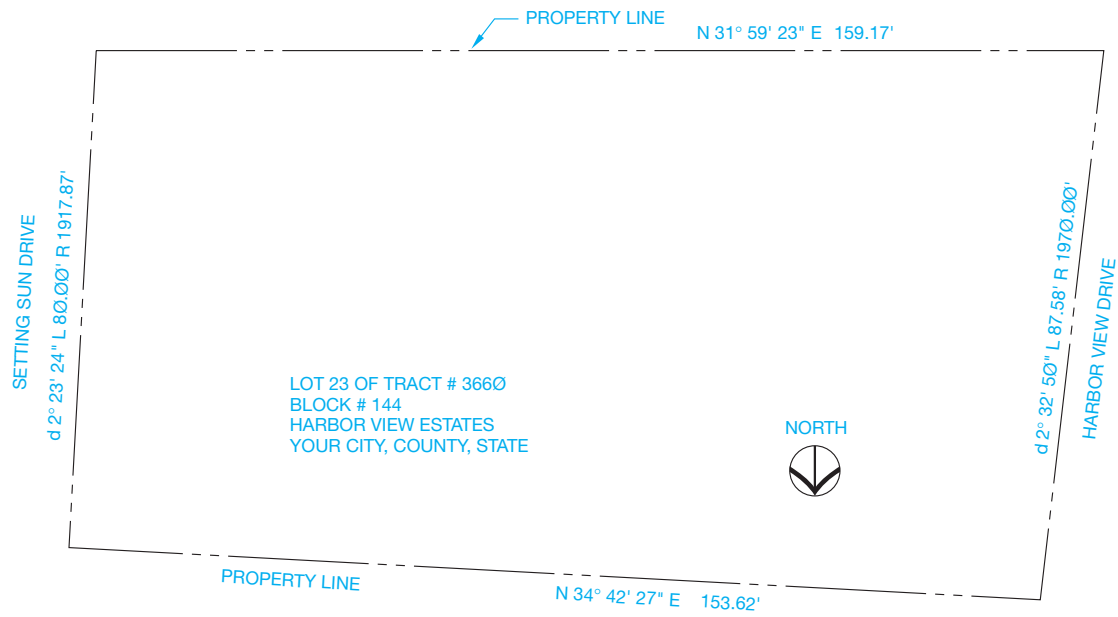 PROPERTY LINE
N 31° 59' 23" E 159.17'
SETTING SUN DRIVE
d 2° 23' 24" L 8Ø.ØØ' R 1917.87'
d 2° 32' 5Ø" L 87.58' R 197Ø.ØØ'
HARBOR VIEW DRIVE
LOT 23 OF TRACT # 366Ø
BLOCK # 144
HARBOR VIEW ESTATES
YOUR CITY, COUNTY, STATE
NORTH
PROPERTY LINE
N 34° 42' 27" E 153.62'